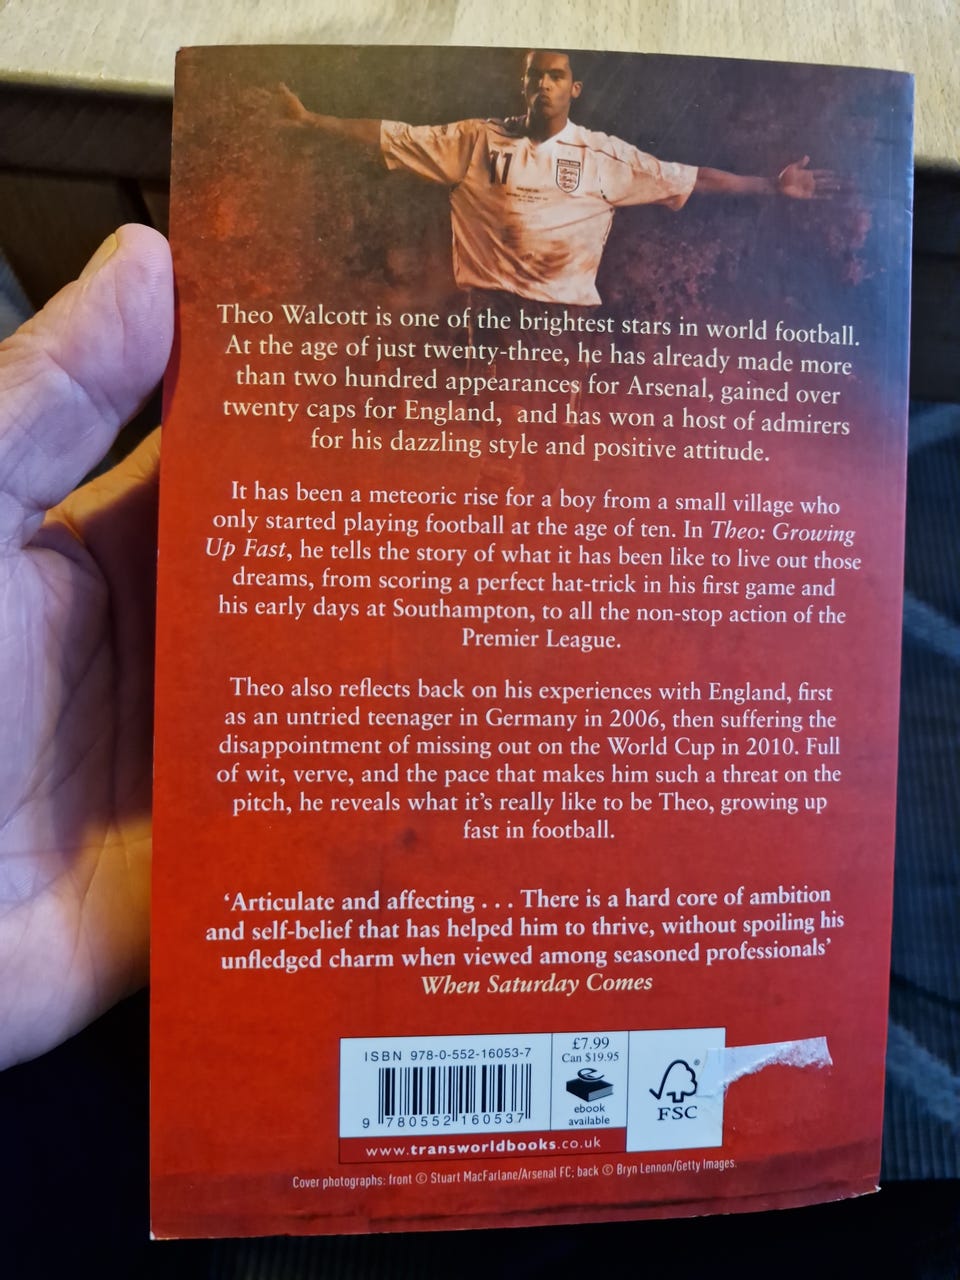 11
ENGLAND
Theo Walcott is one of the brightest stars in world football.
At the age of just twenty-three, he has already made more
than two hundred appearances for Arsenal, gained over
twenty caps for England, and has won a host of admirers
for his dazzling style and positive attitude.
It has been a meteoric rise for a boy from a small village who
only started playing football at the age of ten. In Theo: Growing
Up Fast, he tells the story of what it has been like to live out those
dreams, from scoring a perfect hat-trick in his first game and
his early days at Southampton, to all the non-stop action of the
Premier League.
Theo also reflects back on his experiences with England, first
as an untried teenager in Germany in 2006, then suffering the
disappointment of missing out on the World Cup in 2010. Full
of wit, verve, and the pace that makes him such a threat on the
pitch, he reveals what it's really like to be Theo, growing up
fast in football.
‘Articulate and affecting . . . There is a hard core of ambition
and self-belief that has helped him to thrive, without spoiling his
unfledged charm when viewed among seasoned professionals’
When Saturday Comes
ISBN 978-0-552-16053-7
9 780552 160537
£7.99
Can $19.95
ebook
available
®
FSC
www.transworldbooks.co.uk
Cover photographs: front © Stuart MacFarlane/Arsenal FC; back © Bryn Lennon/Getty Images.